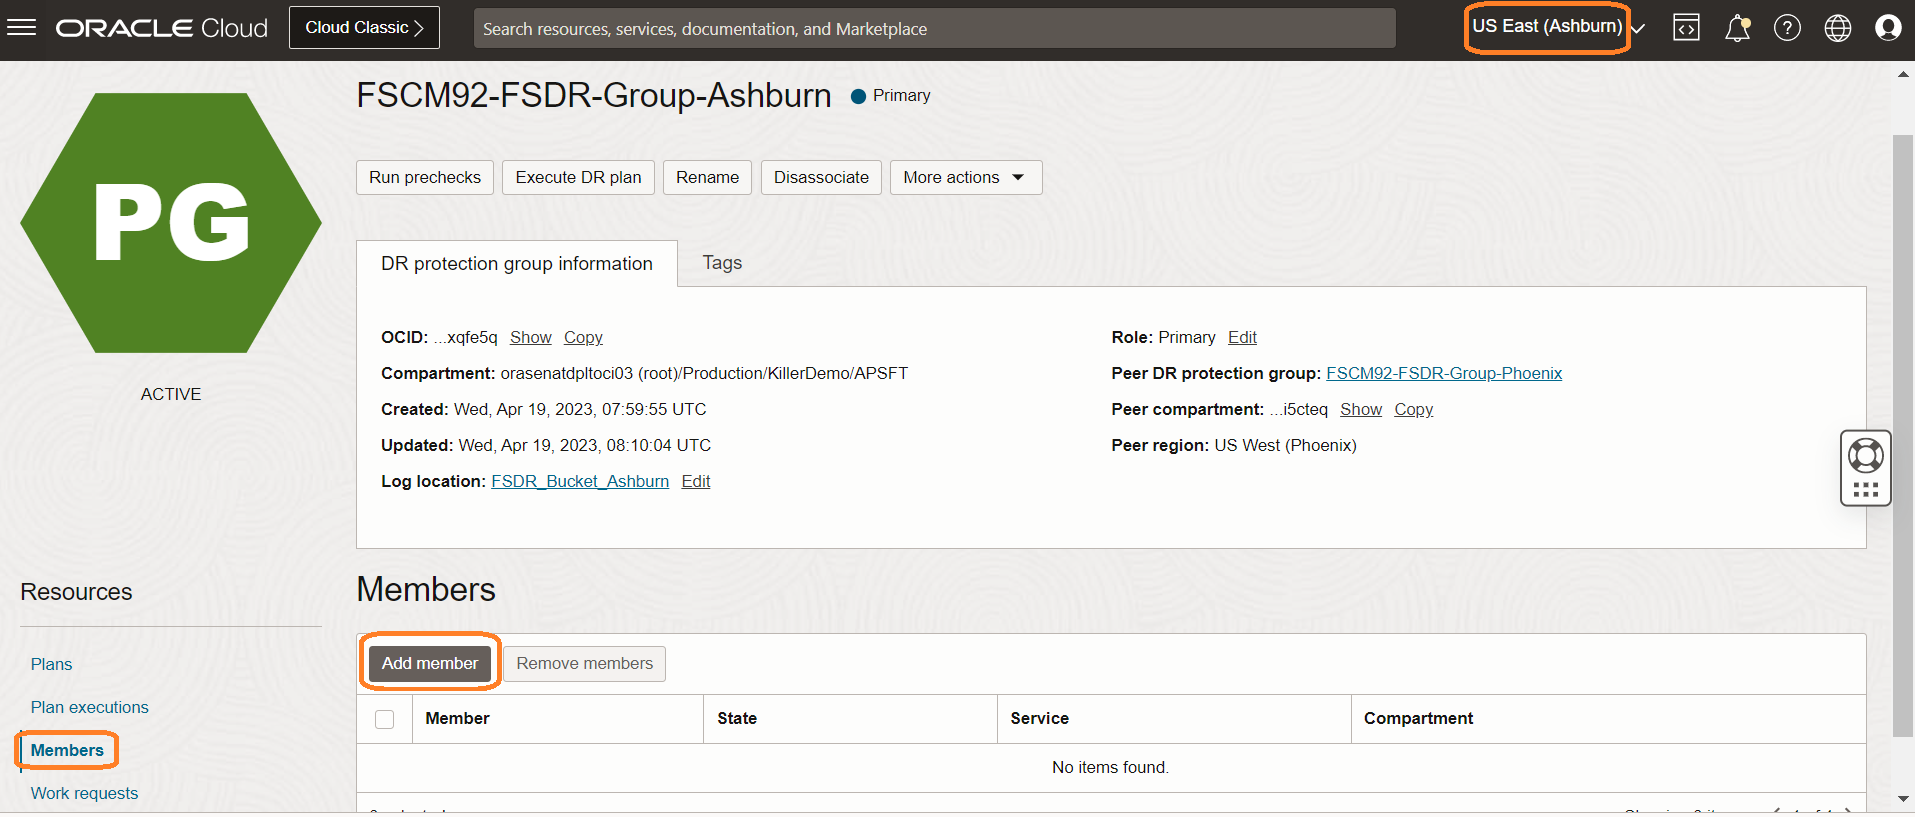 ORACLE Cloud Cloud Classic Search resources, services, documentation, and Marketplace US East (Ashburn)
FSCM92-FSDR-Group-Ashburn Primary
PG
ACTIVE
Run prechecks Execute DR plan Rename Disassociate More actions
DR protection group information Tags
OCID: ...xqfe5q Show Copy
Compartment: orasenatdpltoci03 (root)/Production/KillerDemo/APSFT
Created: Wed, Apr 19, 2023, 07:59:55 UTC
Updated: Wed, Apr 19, 2023, 08:10:04 UTC
Log location: FSDR_Bucket_Ashburn Edit
Role: Primary Edit
Peer DR protection group: FSCM92-FSDR-Group-Phoenix
Peer compartment: ...i5cteq Show Copy
Peer region: US West (Phoenix)
Resources
Plans
Plan executions
Members
Work requests
Members
Add member Remove members
Member State Service Compartment
No items found.